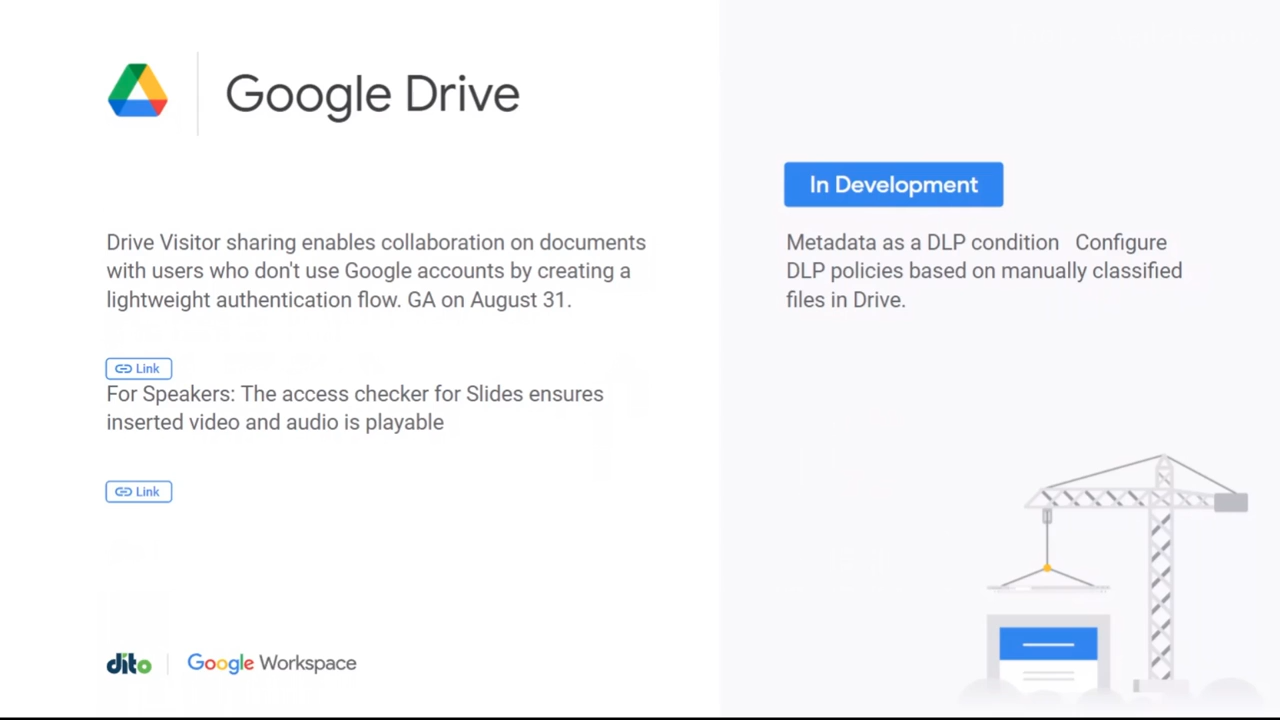 Google Drive
Drive Visitor sharing enables collaboration on documents
with users who don't use Google accounts by creating a
lightweight authentication flow. GA on August 31.
Link
For Speakers: The access checker for Slides ensures
inserted video and audio is playable
Link
In Development
Metadata as a DLP condition   Configure
DLP policies based on manually classified
files in Drive.
dito
Google Workspace